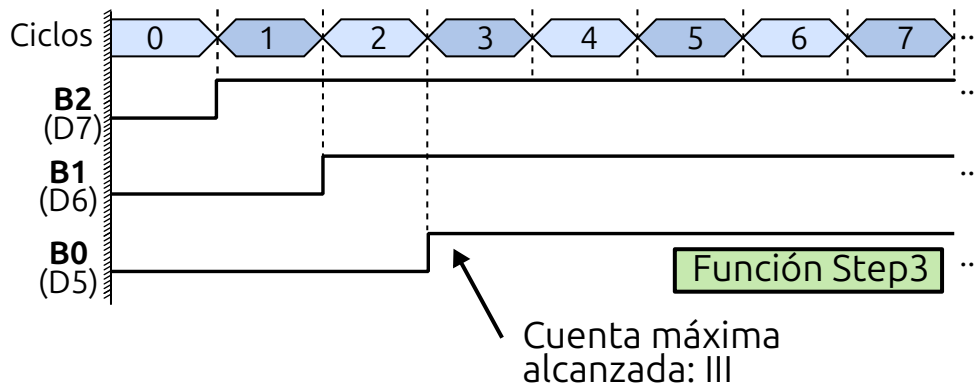 Ciclos 0 1 2 3 4 5 6 7 ..
B2
(D7)
..
B1
(D6)
..
B0
(D5)
..
Función Step3
Cuenta máxima
alcanzada: III